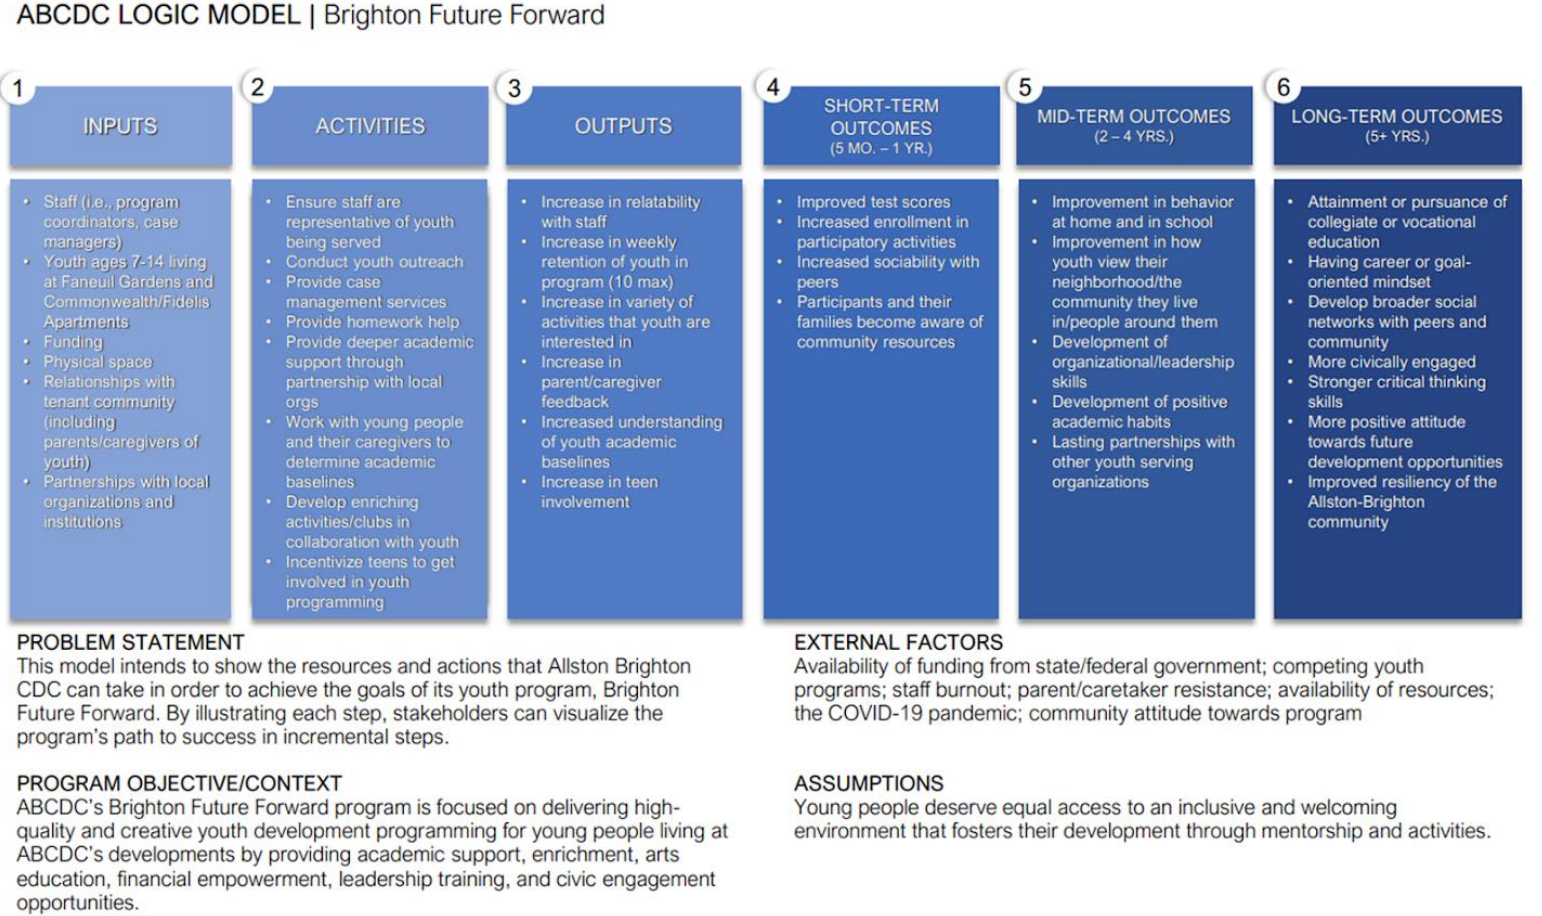 ABCDC LOGIC MODEL | Brighton Future Forward
1
INPUTS
• Staff (i.e., program
coordinators, case
managers)
• Youth ages 7-14 living
at Faneuil Gardens and
Commonwealth/Fidelis
Apartments
• Funding
• Physical space
• Relationships with
tenant community
(including
parents/caregivers of
youth)
• Partnerships with local
organizations and
institutions
2
ACTIVITIES
• Ensure staff are
representative of youth
being served
• Conduct youth outreach
• Provide case
management services
• Provide homework help
• Provide deeper academic
support through
partnership with local
orgs
• Work with young people
and their caregivers to
determine academic
baselines
• Develop enriching
activities/clubs in
collaboration with youth
• Incentivize teens to get
involved in youth
programming
3
OUTPUTS
• Increase in relatability
with staff
• Increase in weekly
retention of youth in
program (10 max)
• Increase in variety of
activities that youth are
interested in
• Increase in
parent/caregiver
feedback
• Increased understanding
of youth academic
baselines
• Increase in teen
involvement
4
SHORT-TERM
OUTCOMES
(5 MO. – 1 YR.)
• Improved test scores
• Increased enrollment in
participatory activities
• Increased sociability with
peers
• Participants and their
families become aware of
community resources
5
MID-TERM OUTCOMES
(2 – 4 YRS.)
• Improvement in behavior
at home and in school
• Improvement in how
youth view their
neighborhood/the
community they live
in/people around them
• Development of
organizational/leadership
skills
• Development of positive
academic habits
• Lasting partnerships with
other youth serving
organizations
6
LONG-TERM OUTCOMES
(5+ YRS.)
• Attainment or pursuance of
collegiate or vocational
education
• Having career or goal-
oriented mindset
• Develop broader social
networks with peers and
community
• More civically engaged
• Stronger critical thinking
skills
• More positive attitude
towards future
development opportunities
• Improved resiliency of the
Allston-Brighton
community
PROBLEM STATEMENT
This model intends to show the resources and actions that Allston Brighton
CDC can take in order to achieve the goals of its youth program, Brighton
Future Forward. By illustrating each step, stakeholders can visualize the
program's path to success in incremental steps.
EXTERNAL FACTORS
Availability of funding from state/federal government; competing youth
programs; staff burnout; parent/caretaker resistance; availability of resources;
the COVID-19 pandemic; community attitude towards program
PROGRAM OBJECTIVE/CONTEXT
ABCDC's Brighton Future Forward program is focused on delivering high-
quality and creative youth development programming for young people living at
ABCDC's developments by providing academic support, enrichment, arts
education, financial empowerment, leadership training, and civic engagement
opportunities.
ASSUMPTIONS
Young people deserve equal access to an inclusive and welcoming
environment that fosters their development through mentorship and activities.